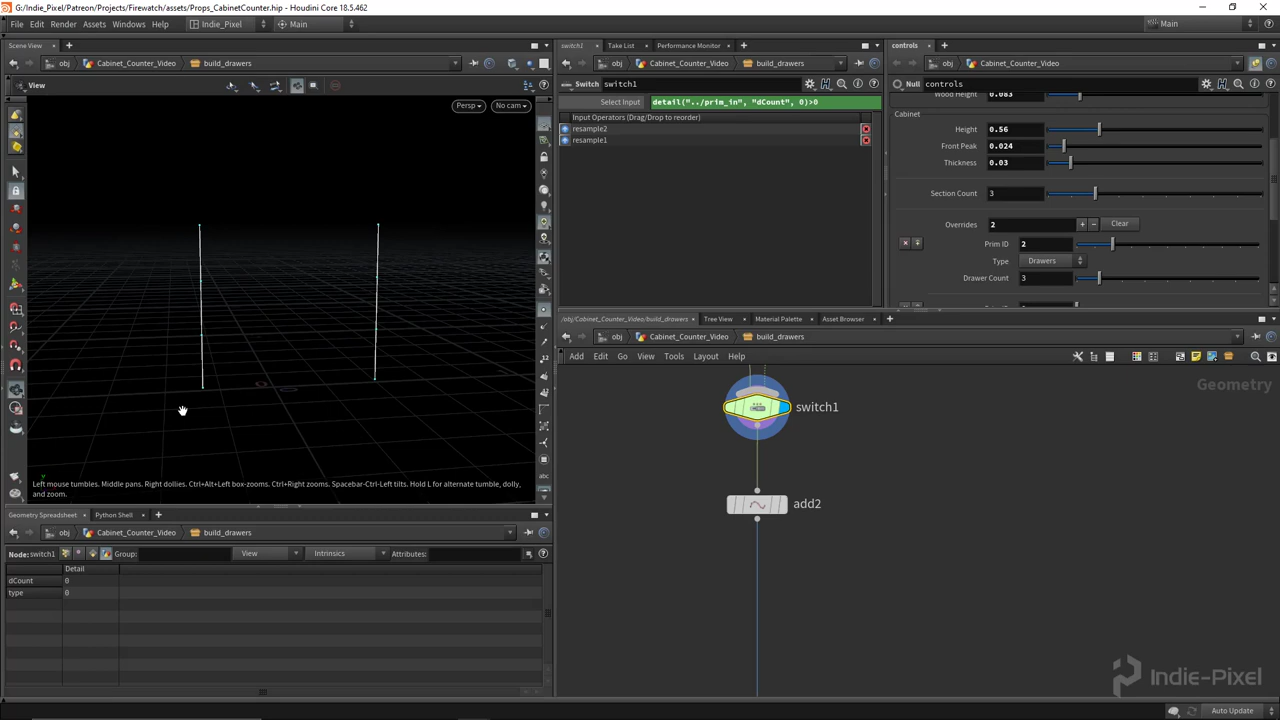 G:/Indie_Pixel/Patreon/Projects/Firewatch/assets/Props_CabinetCounter.hip - Houdini Core 18.5.462
File Edit Render Assets Windows Help Indie_Pixel Main Main
Scene View
obj Cabinet_Counter_Video build_drawers
View
Persp No cam
Left mouse tumbles. Middle pans. Right dollies. Ctrl+Alt+Left box-zooms. Ctrl+Right zooms. Spacebar-Ctrl-Left tilts. Hold L for alternate tumble, dolly, and zoom.
Geometry Spreadsheet Python Shell
obj Cabinet_Counter_Video build_drawers
Node: switch1 Group: View Intrinsics Attributes:
Detail
dCount 0
type 0
switch1 Take List Performance Monitor
obj Cabinet_Counter_Video build_drawers
Switch switch1
Select Input detail("../prim_in", "dCount", 0)>0
Input Operators (Drag/Drop to reorder)
resample2
resample1
controls
obj Cabinet_Counter_Video
Null controls
Wood Height 0.083
Cabinet
Height 0.56
Front Peak 0.024
Thickness 0.03
Section Count 3
Overrides 2 + - Clear
Prim ID 2
Type Drawers
Drawer Count 3
/obj/Cabinet_Counter_Video/build_drawers Tree View Material Palette Asset Browser
obj Cabinet_Counter_Video build_drawers
Add Edit Go View Tools Layout Help
Geometry
switch1
add2
Indie-Pixel
Auto Update